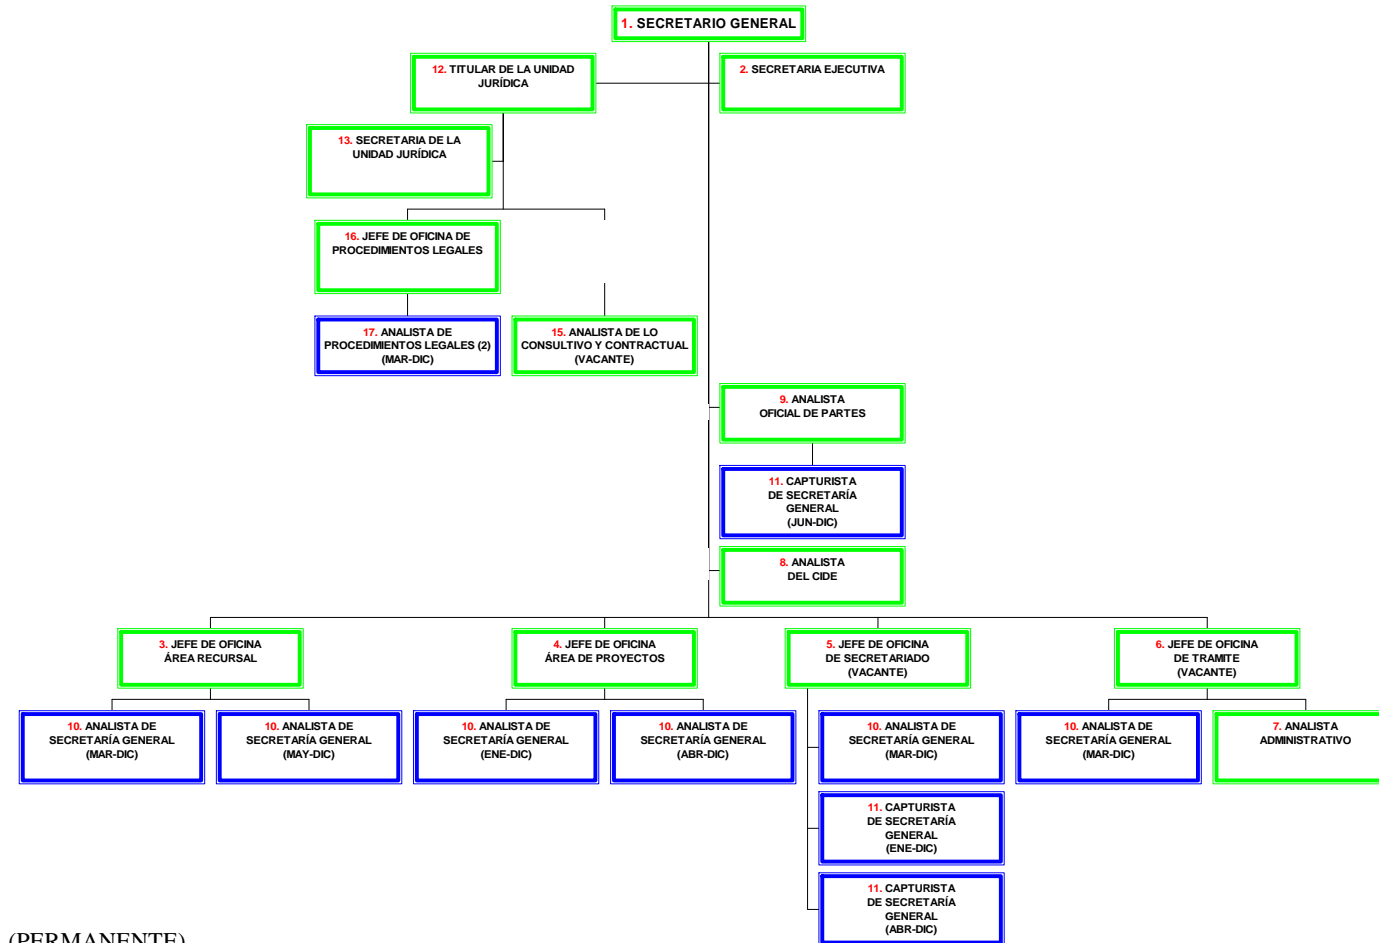 1. SECRETARIO GENERAL
12. TITULAR DE LA UNIDAD
JURÍDICA
2. SECRETARIA EJECUTIVA
13. SECRETARIA DE LA
UNIDAD JURÍDICA
16. JEFE DE OFICINA DE
PROCEDIMIENTOS LEGALES
17. ANALISTA DE
PROCEDIMIENTOS LEGALES (2)
(MAR-DIC)
15. ANALISTA DE LO
CONSULTIVO Y CONTRACTUAL
(VACANTE)
9. ANALISTA
OFICIAL DE PARTES
11. CAPTURISTA
DE SECRETARÍA
GENERAL
(JUN-DIC)
8. ANALISTA
DEL CIDE
3. JEFE DE OFICINA
ÁREA RECURSAL
4. JEFE DE OFICINA
ÁREA DE PROYECTOS
5. JEFE DE OFICINA
DE SECRETARIADO
(VACANTE)
6. JEFE DE OFICINA
DE TRAMITE
(VACANTE)
10. ANALISTA DE
SECRETARÍA GENERAL
(MAR-DIC)
10. ANALISTA DE
SECRETARÍA GENERAL
(MAY-DIC)
10. ANALISTA DE
SECRETARÍA GENERAL
(ENE-DIC)
10. ANALISTA DE
SECRETARÍA GENERAL
(ABR-DIC)
10. ANALISTA DE
SECRETARÍA GENERAL
(MAR-DIC)
10. ANALISTA DE
SECRETARÍA GENERAL
(MAR-DIC)
7. ANALISTA
ADMINISTRATIVO
11. CAPTURISTA
DE SECRETARÍA
GENERAL
(ENE-DIC)
11. CAPTURISTA
DE SECRETARÍA
GENERAL
(ABR-DIC)
(PERMANENTE)